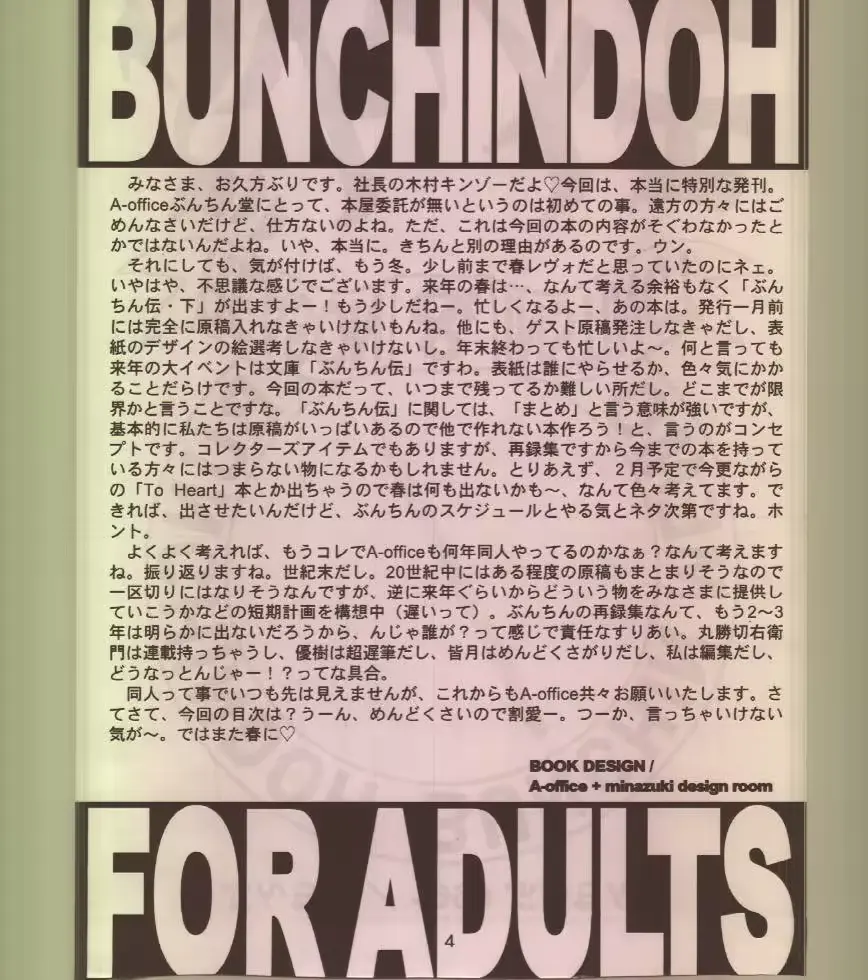 BUNCHINDOH
　みなさま、お久方ぶりです。社長の木村キンゾーだよ♡今回は、本当に特別な発刊。
A-officeぶんちん堂にとって、本屋委託が無いというのは初めての事。遠方の方々にはご
めんなさいだけど、仕方ないのよね。ただ、これは今回の本の内容がそぐわなかったと
かではないんだよね。いや、本当に。きちんと別の理由があるのです。ウン。
　それにしても、気が付けば、もう冬。少し前まで春レヴォだと思っていたのにネェ。
いやはや、不思議な感じでございます。来年の春は…、なんて考える余裕もなく「ぶん
ちん伝・下」が出ますよー！もう少しだねー。忙しくなるよー、あの本は。発行一月前
には完全に原稿入れなきゃいけないもんね。他にも、ゲスト原稿発注しなきゃだし、表
紙のデザインの絵選考しなきゃいけないし。年末終わっても忙しいよ〜。何と言っても
来年の大イベントは文庫「ぶんちん伝」ですわ。表紙は誰にやらせるか、色々気にかか
ることだらけです。今回の本だって、いつまで残ってるか難しい所だし。どこまでが限
界かと言うことですな。「ぶんちん伝」に関しては、「まとめ」と言う意味が強いですが、
基本的に私たちは原稿がいっぱいあるので他で作れない本作ろう！と、言うのがコンセ
プトです。コレクターズアイテムでもありますが、再録集ですから今までの本を持って
いる方々にはつまらない物になるかもしれません。とりあえず、２月予定で今更ながら
の「To Heart」本とか出ちゃうので春は何も出ないかも〜、なんて色々考えてます。で
きれば、出させたいんだけど、ぶんちんのスケジュールとやる気とネタ次第ですね。ホ
ント。
　よくよく考えれば、もうコレでA-officeも何年同人やってるのかなぁ？なんて考えます
ね。振り返りますね。世紀末だし。20世紀中にはある程度の原稿もまとまりそうなので
一区切りにはなりそうなんですが、逆に来年ぐらいからどういう物をみなさまに提供し
ていこうかなどの短期計画を構想中（遅いって）。ぶんちんの再録集なんて、もう2〜3
年は明らかに出ないだろうから、んじゃ誰が？って感じで責任なすりあい。丸勝切右衛
門は連載持っちゃうし、優樹は超遅筆だし、皆月はめんどくさがりだし、私は編集だし、
どうなっとんじゃー！？ってな具合。
　同人って事でいつも先は見えませんが、これからもA-office共々お願いいたします。さ
てさて、今回の目次は？うーん、めんどくさいので割愛ー。つーか、言っちゃいけない
気が〜。ではまた春に♡
BOOK DESIGN /
A-office + minazuki design room
FOR ADULTS
4